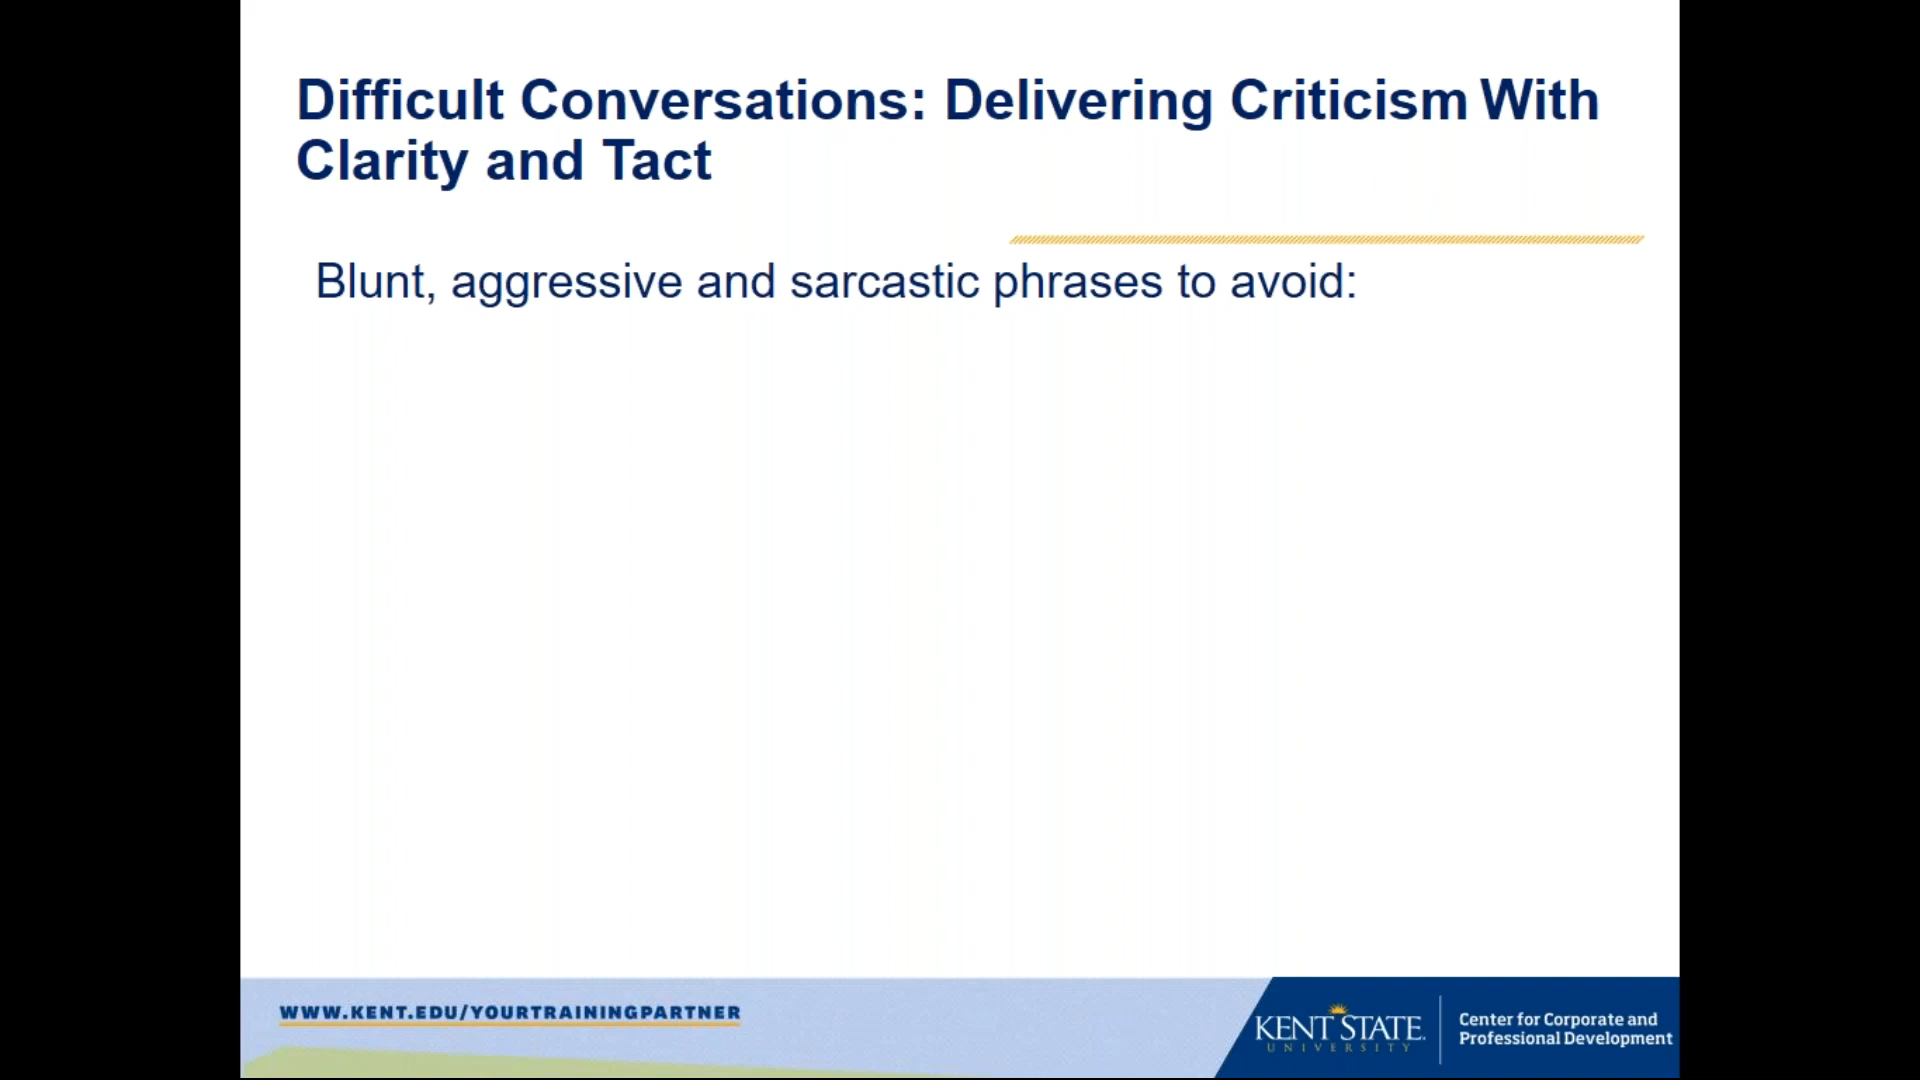 Difficult Conversations: Delivering Criticism With
Clarity and Tact
Blunt, aggressive and sarcastic phrases to avoid:
WWW.KENT.EDU/YOURTRAININGPARTNER
KENT STATE
UNIVERSITY
Center for Corporate and
Professional Development